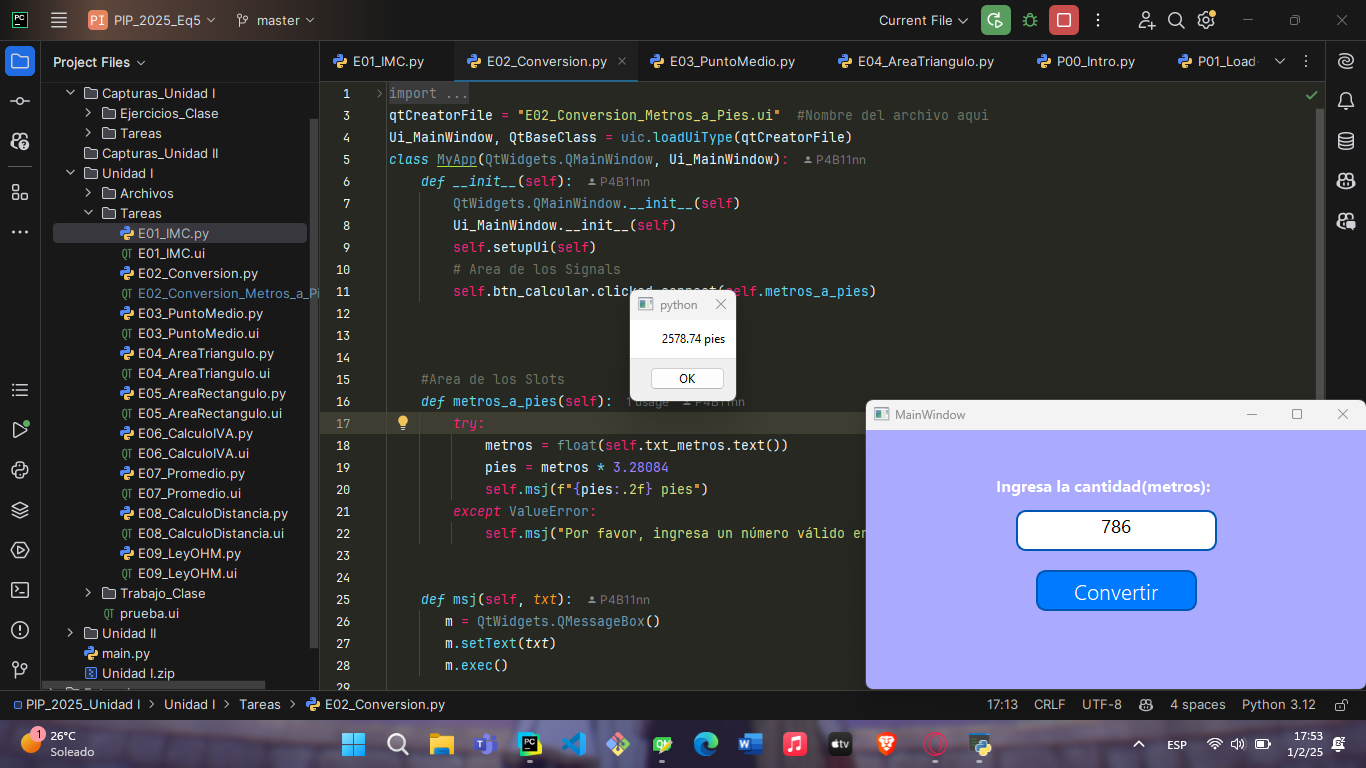 PI PIP_2025_Eq5 master Current File
Project Files
E01_IMC.py E02_Conversion.py E03_PuntoMedio.py E04_AreaTriangulo.py P00_Intro.py P01_Load
Capturas_Unidad I
Ejercicios_Clase
Tareas
Capturas_Unidad II
Unidad I
Archivos
Tareas
E01_IMC.py
E01_IMC.ui
E02_Conversion.py
E02_Conversion_Metros_a_Pi
E03_PuntoMedio.py
E03_PuntoMedio.ui
E04_AreaTriangulo.py
E04_AreaTriangulo.ui
E05_AreaRectangulo.py
E05_AreaRectangulo.ui
E06_CalculoIVA.py
E06_CalculoIVA.ui
E07_Promedio.py
E07_Promedio.ui
E08_CalculoDistancia.py
E08_CalculoDistancia.ui
E09_LeyOHM.py
E09_LeyOHM.ui
Trabajo_Clase
prueba.ui
Unidad II
main.py
Unidad I.zip
1 import ...
3 qtCreatorFile = "E02_Conversion_Metros_a_Pies.ui" #Nombre del archivo aqui
4 Ui_MainWindow, QtBaseClass = uic.loadUiType(qtCreatorFile)
5 class MyApp(QtWidgets.QMainWindow, Ui_MainWindow): P4B11nn
6 def __init__(self): P4B11nn
7 QtWidgets.QMainWindow.__init__(self)
8 Ui_MainWindow.__init__(self)
9 self.setupUi(self)
10 # Area de los Signals
11 self.btn_calcular.clicked.connect(self.metros_a_pies)
12
13
14
15 #Area de los Slots
16 def metros_a_pies(self): 1 usage P4B11nn
17 try:
18 metros = float(self.txt_metros.text())
19 pies = metros * 3.28084
20 self.msj(f"{pies:.2f} pies")
21 except ValueError:
22 self.msj("Por favor, ingresa un número válido en
23
24
25 def msj(self, txt): P4B11nn
26 m = QtWidgets.QMessageBox()
27 m.setText(txt)
28 m.exec()
29
python
2578.74 pies
OK
MainWindow
Ingresa la cantidad(metros):
786
Convertir
PIP_2025_Unidad I Unidad I Tareas E02_Conversion.py 17:13 CRLF UTF-8 4 spaces Python 3.12
1
26°C
Soleado
PC
W
tv
ESP
17:53
1/2/25